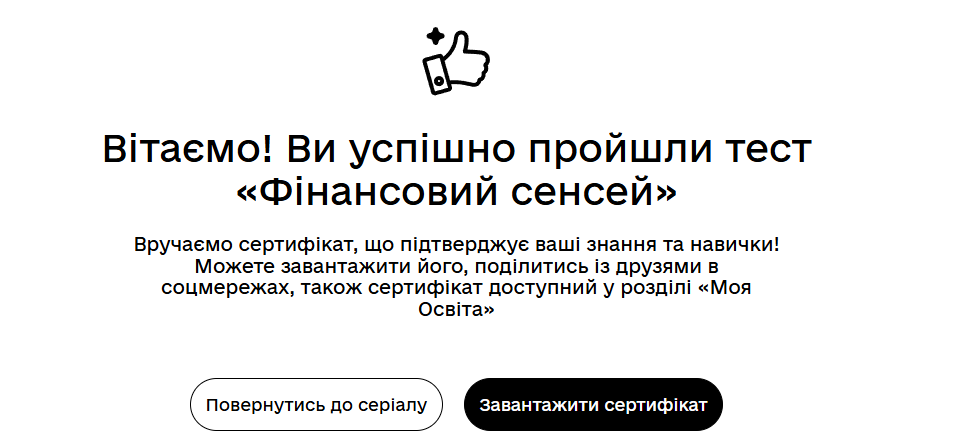 Вітаємо! Ви успішно пройшли тест
«Фінансовий сенсей»
Вручаємо сертифікат, що підтверджує ваші знання та навички!
Можете завантажити його, поділитись із друзями в
соцмережах, також сертифікат доступний у розділі «Моя
Освіта»
Повернутись до серіалу
Завантажити сертифікат